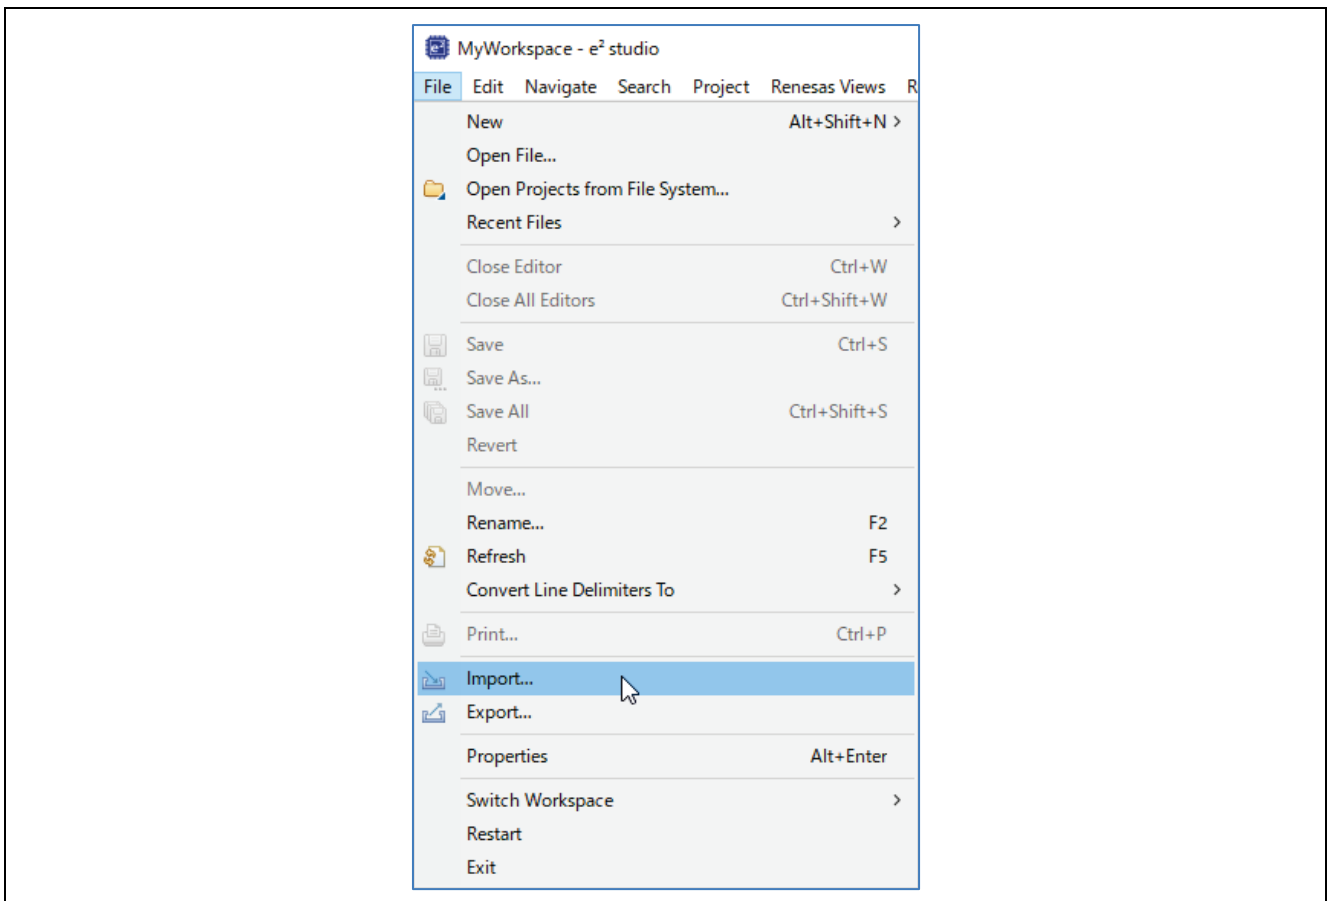 MyWorkspace - e² studio
File Edit Navigate Search Project Renesas Views R
New Alt+Shift+N >
Open File...
Open Projects from File System...
Recent Files >
Close Editor Ctrl+W
Close All Editors Ctrl+Shift+W
Save Ctrl+S
Save As...
Save All Ctrl+Shift+S
Revert
Move...
Rename... F2
Refresh F5
Convert Line Delimiters To >
Print... Ctrl+P
Import...
Export...
Properties Alt+Enter
Switch Workspace >
Restart
Exit